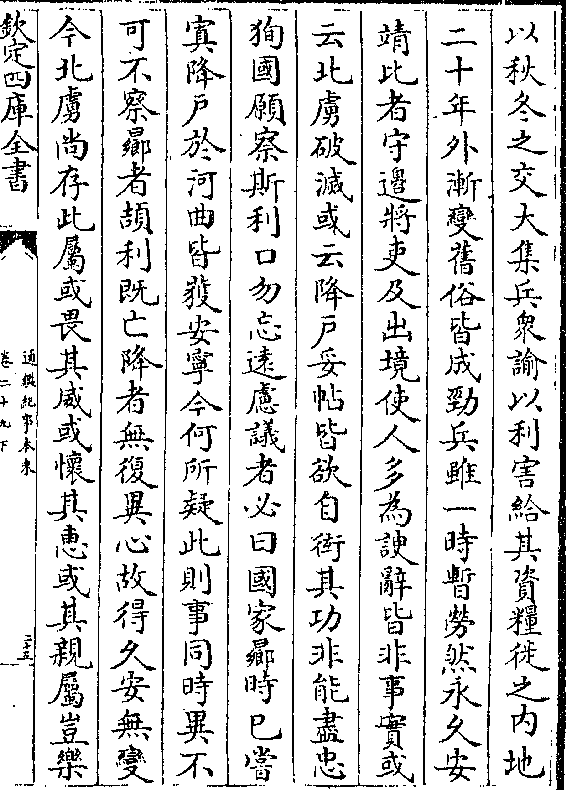 以秋冬之交大集兵衆諭以利害給其資糧徙之内地
二十年外漸變舊俗皆成勁兵雖一時暫勞然永久安
靖比者守邊將吏及出境使人多為諛辭皆非事實或
云北虜破滅或云降戸妥帖皆欲自衒其功非能盡忠
狥國願察斯利口勿忘逺慮議者必曰國家曏時已嘗
寘降戸於河曲皆獲安寧今何所疑此則事同時異不
可不察曏者頡利既亡降者無復異心故得久安無變
今北虜尚存此屬或畏其威或懷其惠或其親屬豈樂
欽定四庫全書
通鑑紀事本末
卷二十九下
二十五